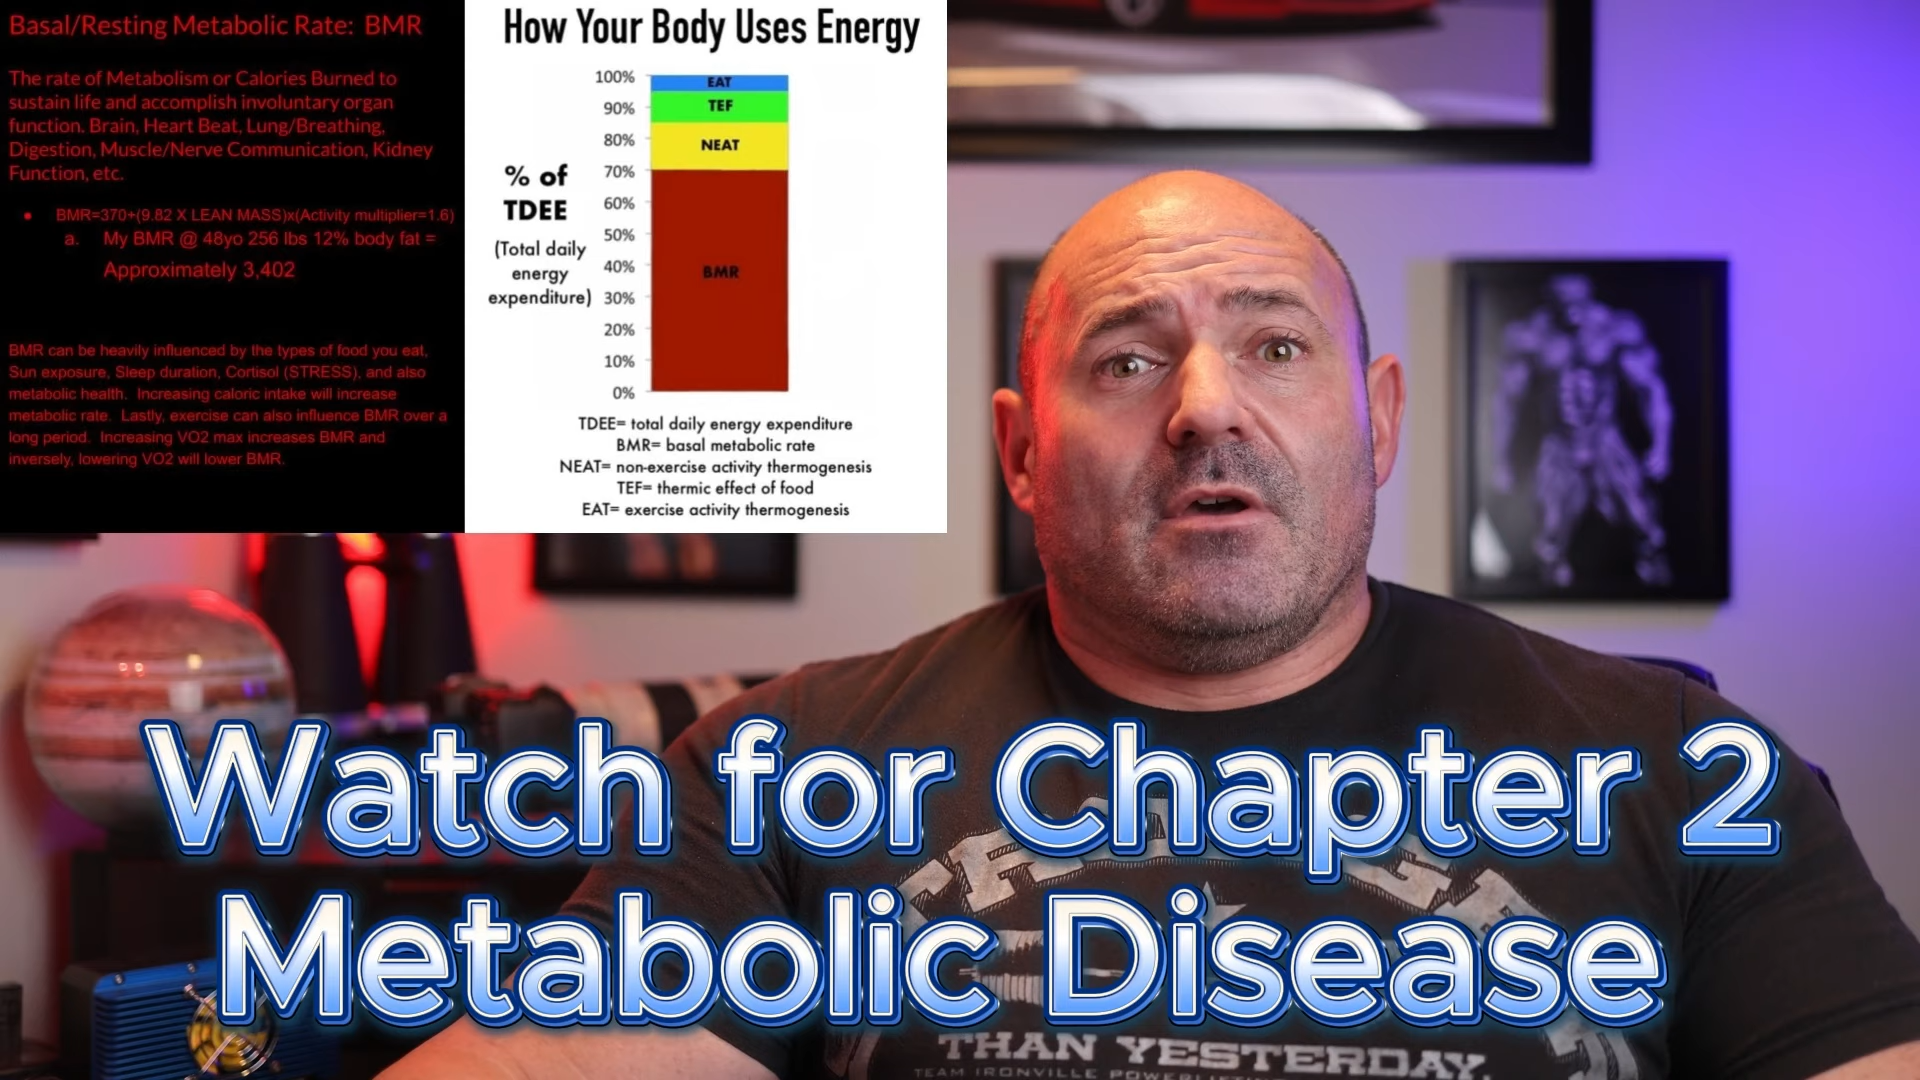 Basal/Resting Metabolic Rate: BMR
The rate of Metabolism or Calories Burned to
sustain life and accomplish involuntary organ
function. Brain, Heart Beat, Lung/Breathing,
Digestion, Muscle/Nerve Communication, Kidney
Function, etc.
• BMR=370+(9.82 X LEAN MASS)x(Activity multiplier=1.6)
a. My BMR @ 48yo 256 lbs 12% body fat =
Approximately 3,402
BMR can be heavily influenced by the types of food you eat,
Sun exposure, Sleep duration, Cortisol (STRESS), and also
metabolic health. Increasing caloric intake will increase
metabolic rate. Lastly, exercise can also influence BMR over a
long period. Increasing VO2 max increases BMR and
inversely, lowering VO2 will lower BMR.
How Your Body Uses Energy
% of
TDEE
(Total daily
energy
expenditure)
100%
90%
80%
70%
60%
50%
40%
30%
20%
10%
0%
EAT
TEF
NEAT
BMR
TDEE= total daily energy expenditure
BMR= basal metabolic rate
NEAT= non-exercise activity thermogenesis
TEF= thermic effect of food
EAT= exercise activity thermogenesis
Watch for Chapter 2
Metabolic Disease
THAN YESTERDAY.
TEAM IRONVILLE